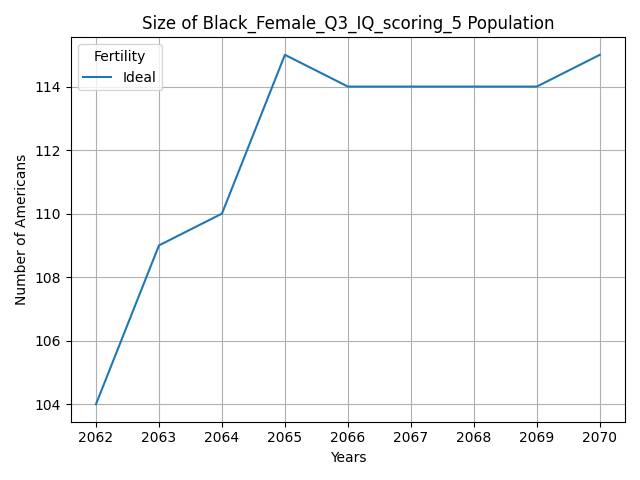 Size of Black_Female_Q3_IQ_scoring_5 Population
Fertility
Ideal
Number of Americans
114
112
110
108
106
104
2062 2063 2064 2065 2066 2067 2068 2069 2070
Years